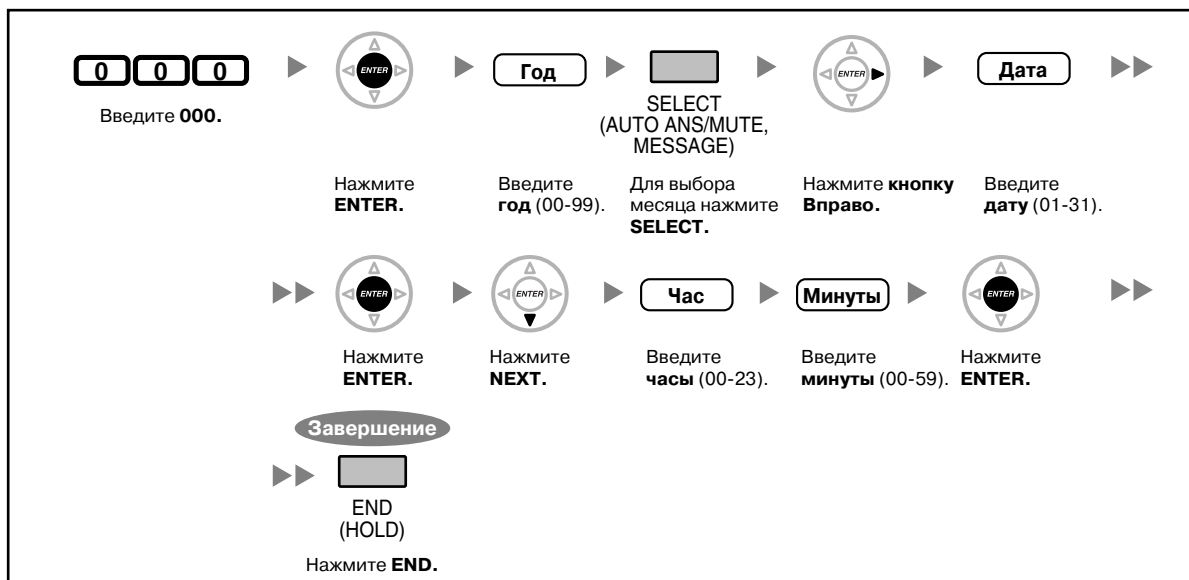 0 0 0
ENTER
Год
ENTER
Дата
Введите 000.
SELECT
(AUTO ANS/MUTE,
MESSAGE)
Нажмите
ENTER.
Введите
год (00-99).
Для выбора
месяца нажмите
SELECT.
Нажмите кнопку
Вправо.
Введите
дату (01-31).
ENTER
ENTER
Час
Минуты
ENTER
Нажмите
ENTER.
Нажмите
NEXT.
Введите
часы (00-23).
Введите
минуты (00-59).
Нажмите
ENTER.
Завершение
END
(HOLD)
Нажмите END.